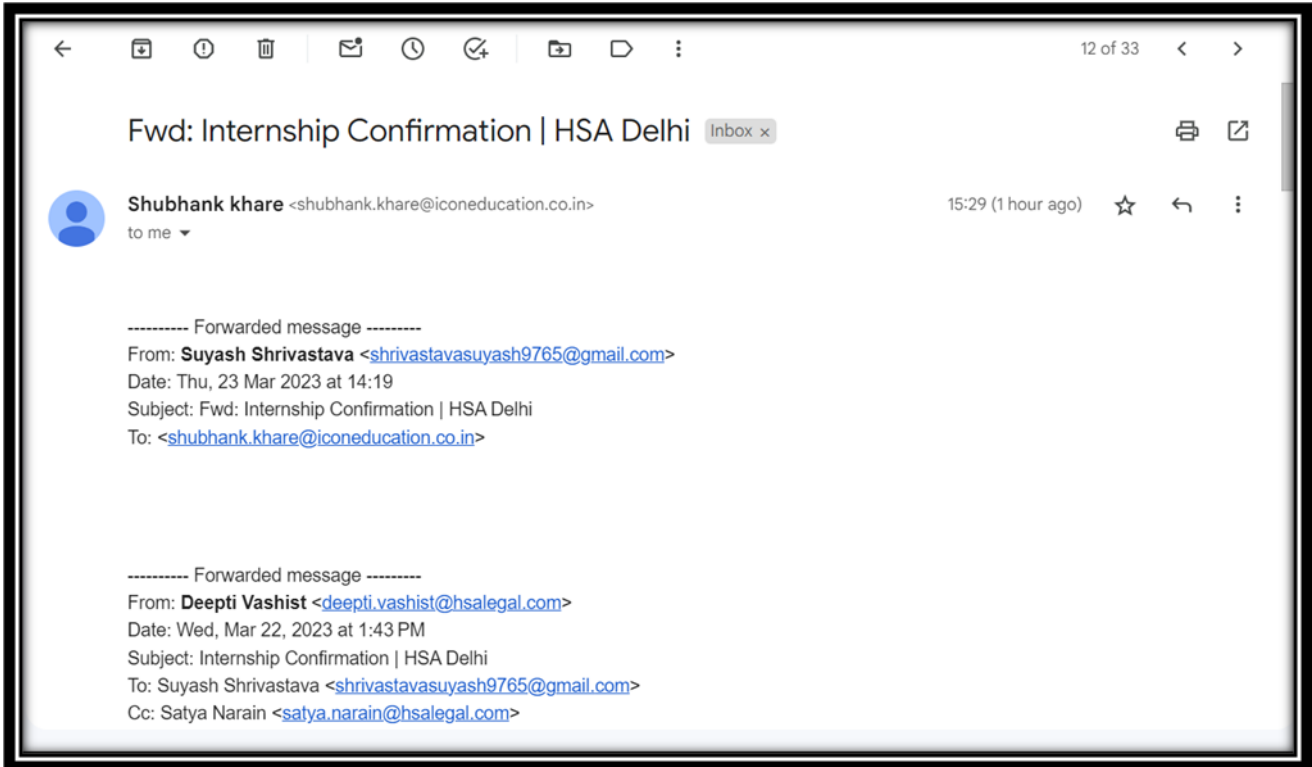 12 of 33
Fwd: Internship Confirmation | HSA Delhi Inbox ×
Shubhank khare <shubhank.khare@iconeducation.co.in> 15:29 (1 hour ago)
to me
---------- Forwarded message ---------
From: Suyash Shrivastava <shrivastavasuyash9765@gmail.com>
Date: Thu, 23 Mar 2023 at 14:19
Subject: Fwd: Internship Confirmation | HSA Delhi
To: <shubhank.khare@iconeducation.co.in>
---------- Forwarded message ---------
From: Deepti Vashist <deepti.vashist@hsalegal.com>
Date: Wed, Mar 22, 2023 at 1:43 PM
Subject: Internship Confirmation | HSA Delhi
To: Suyash Shrivastava <shrivastavasuyash9765@gmail.com>
Cc: Satya Narain <satya.narain@hsalegal.com>